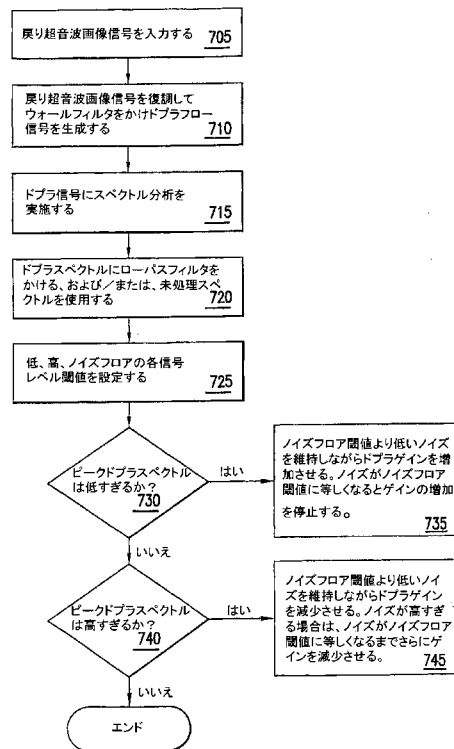 戻り超音波画像信号を入力する 705
戻り超音波画像信号を復調して
ウォールフィルタをかけドプラフロー
信号を生成する 710
ドプラ信号にスペクトル分析を
実施する 715
ドプラスペクトルにローパスフィルタを
かける、および/または、未処理スペ
クトルを使用する 720
低、高、ノイズフロアの各信号
レベル閾値を設定する 725
ピークドプラスペクトル
は低すぎるか?
730
はい
ノイズフロア閾値より低いノイズ
を維持しながらドプラゲインを増
加させる。ノイズがノイズフロア
閾値に等しくなるとゲインの増加
を停止する。
735
いいえ
ピークドプラスペクトル
は高すぎるか?
740
はい
ノイズフロア閾値より低いノイ
ズを維持しながらドプラゲイン
を減少させる。ノイズが高すぎ
る場合は、ノイズがノイズフロア
閾値に等しくなるまでさらにゲ
インを減少させる。 745
いいえ
エンド